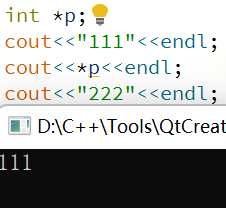 int *p;
cout<<"111"<<endl;
cout<<*p<<endl;
cout<<"222"<<endl;
D:\C++\Tools\QtCreat
111